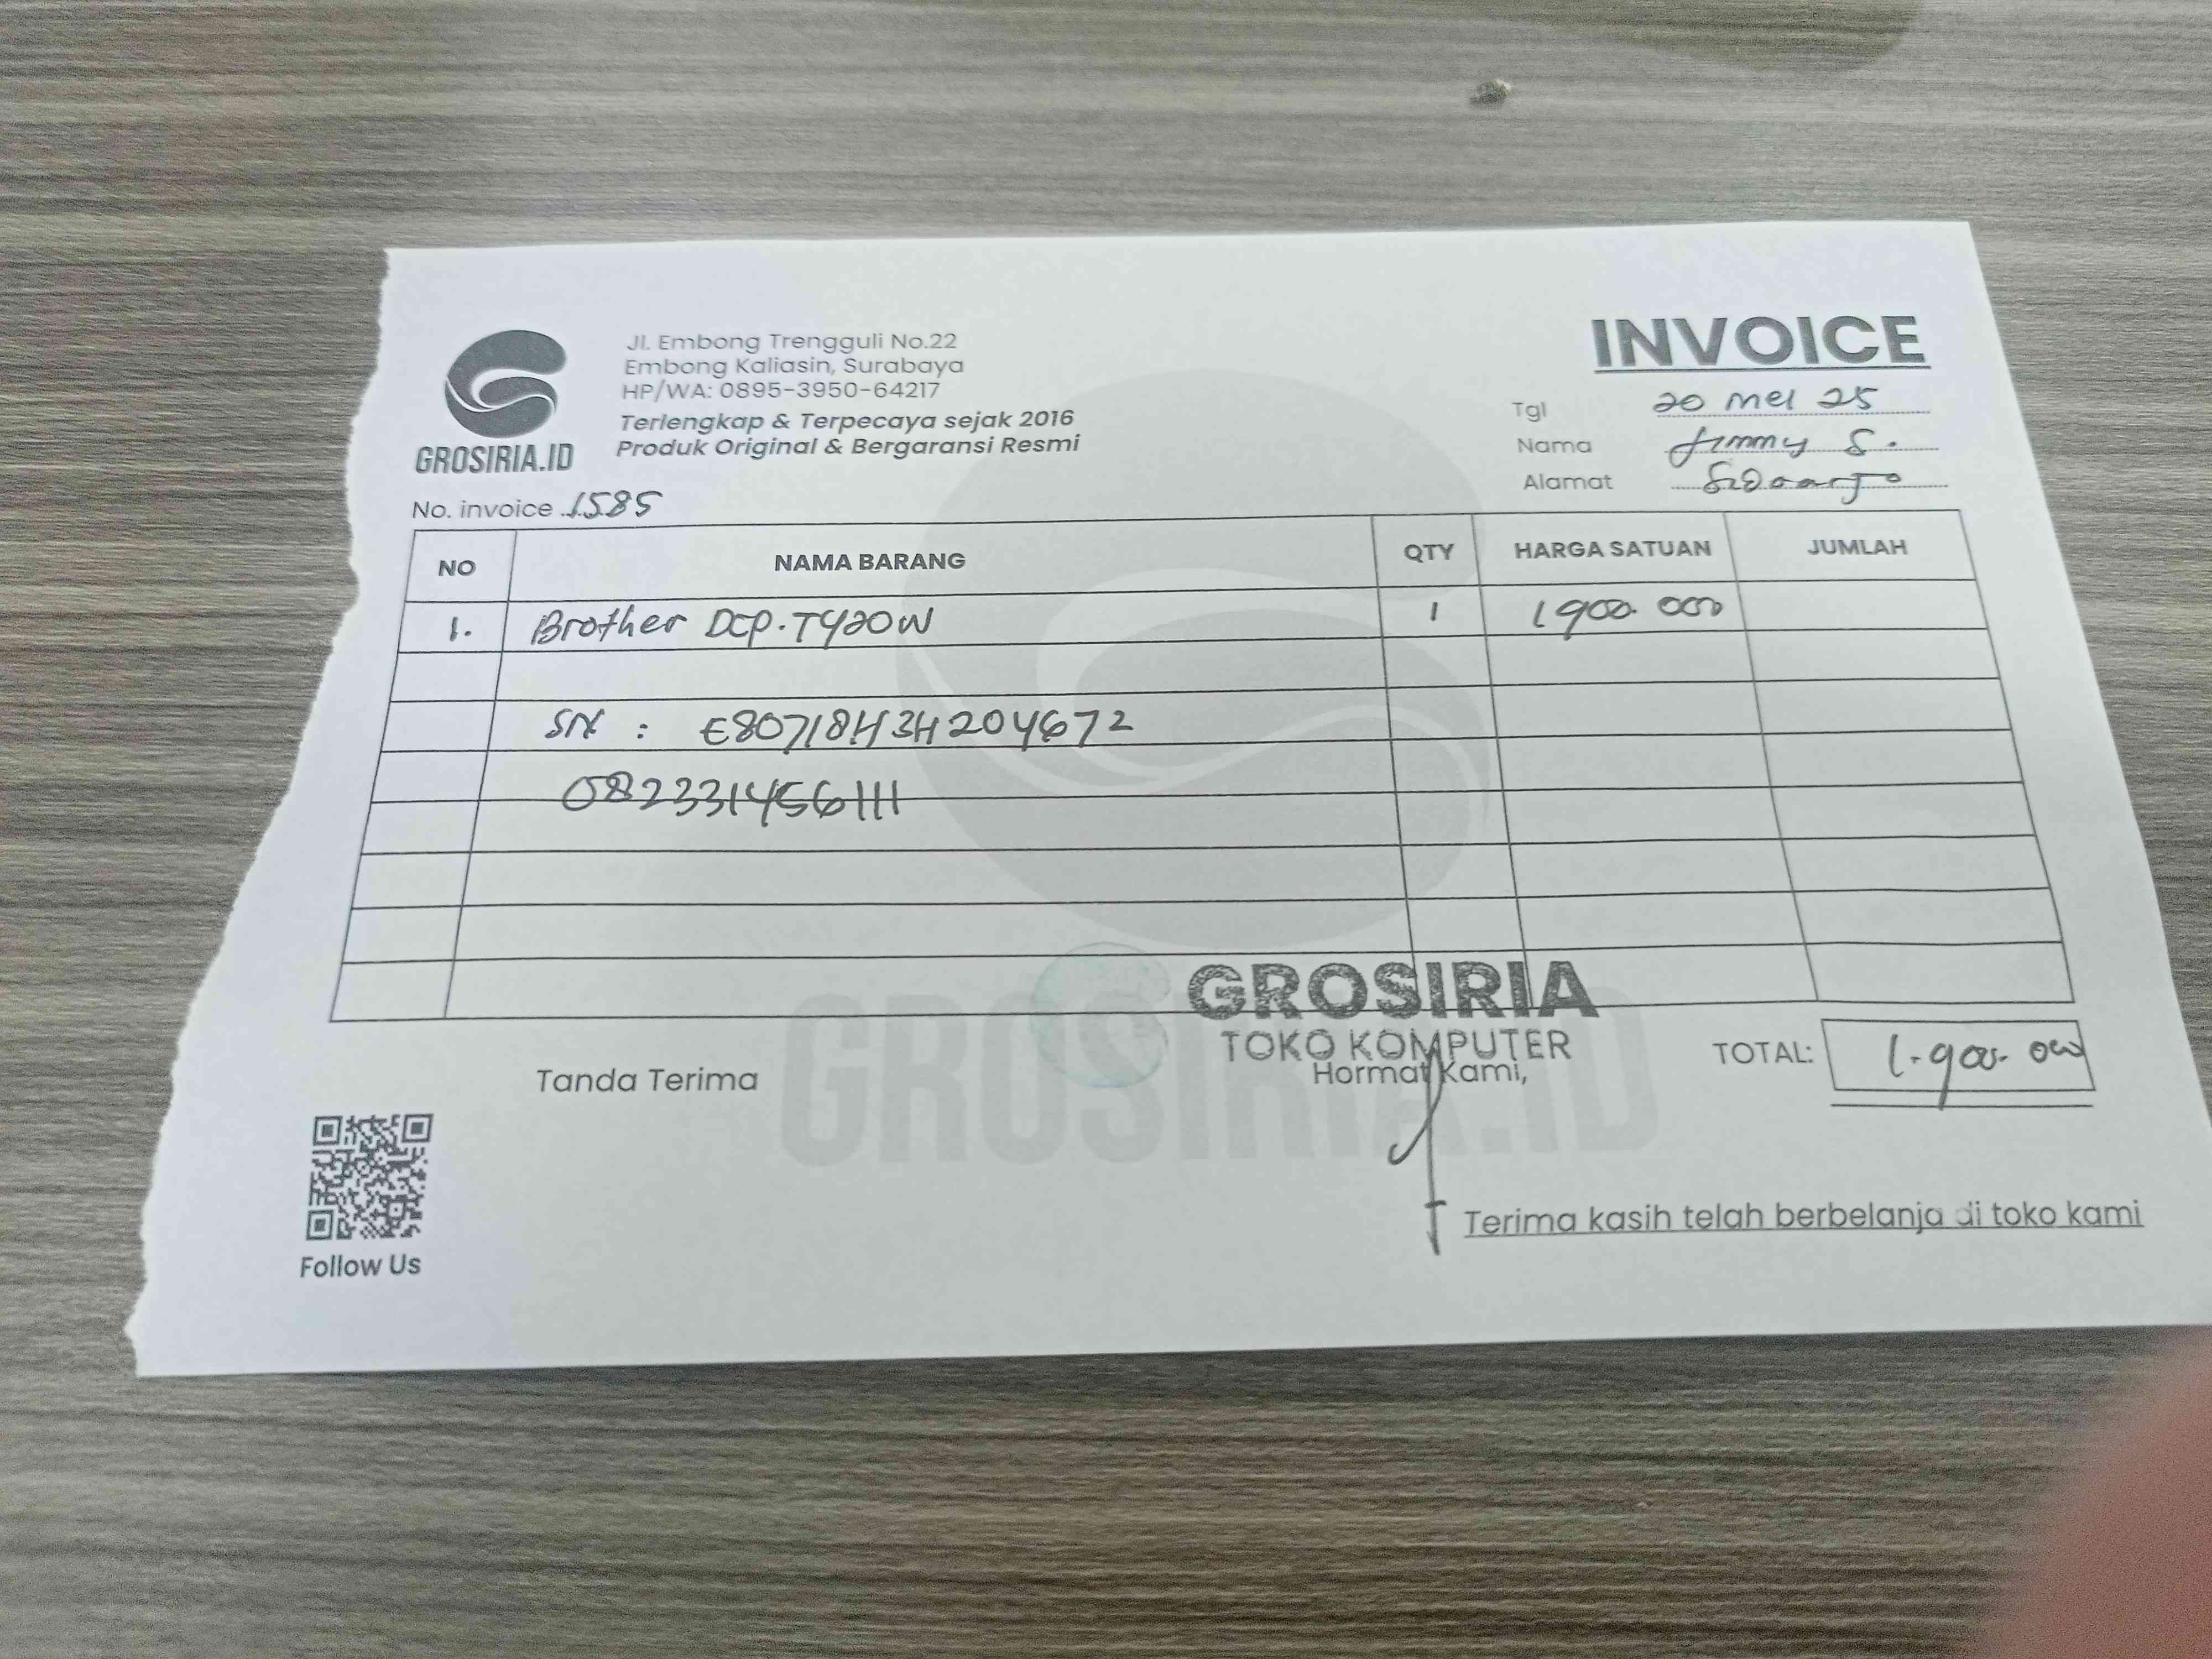 GROSIRIA.ID
Jl. Embong Trengguli No.22
Embong Kaliasin, Surabaya
HP/WA: 0895-3950-64217
Terlengkap & Terpecaya sejak 2016
Produk Original & Bergaransi Resmi
INVOICE
Tgl 20 Mei 25
Nama Jimmy S.
Alamat Sidoarjo
No. invoice 1585
NO NAMA BARANG QTY HARGA SATUAN JUMLAH
1. Brother DCP-T420W 1 1900.000
SN : E80718H3H204672
082331456111
GROSIRIA.ID
GROSIRIA
TOKO KOMPUTER
Tanda Terima
Hormat Kami,
TOTAL: 1.900.000
Terima kasih telah berbelanja di toko kami
Follow Us